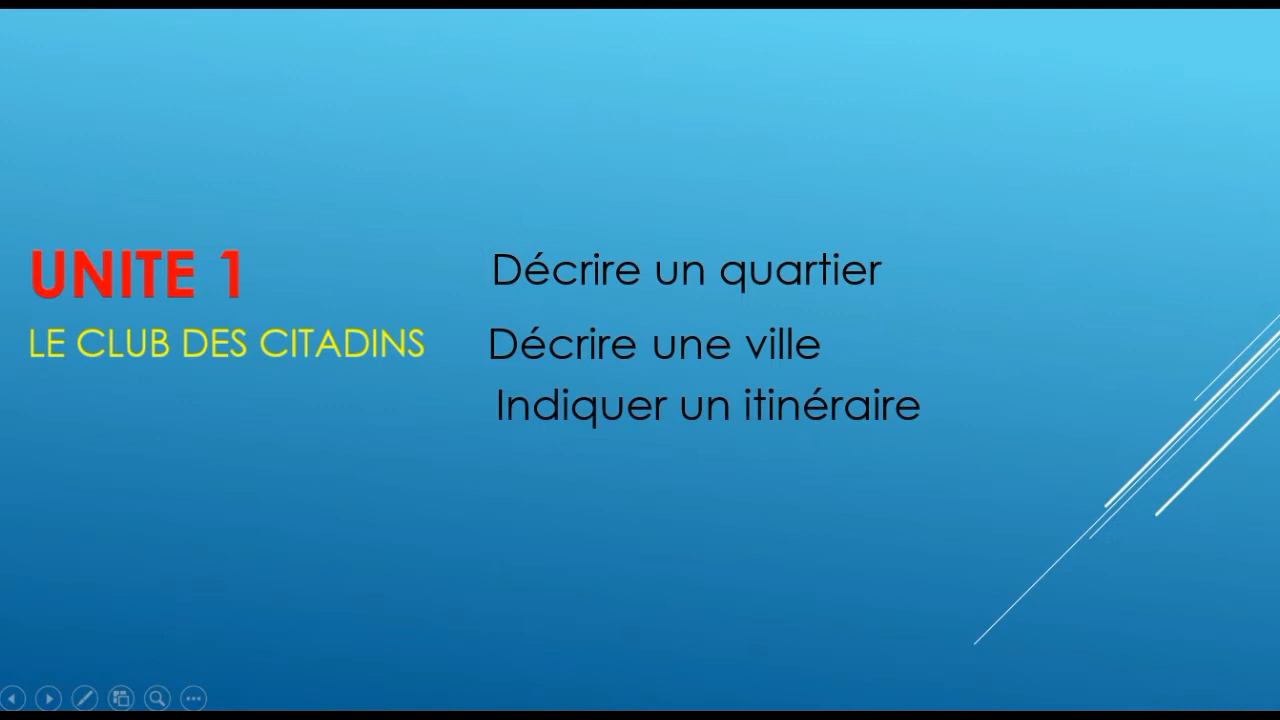 UNITE 1
LE CLUB DES CITADINS
Décrire un quartier
Décrire une ville
Indiquer un itinéraire